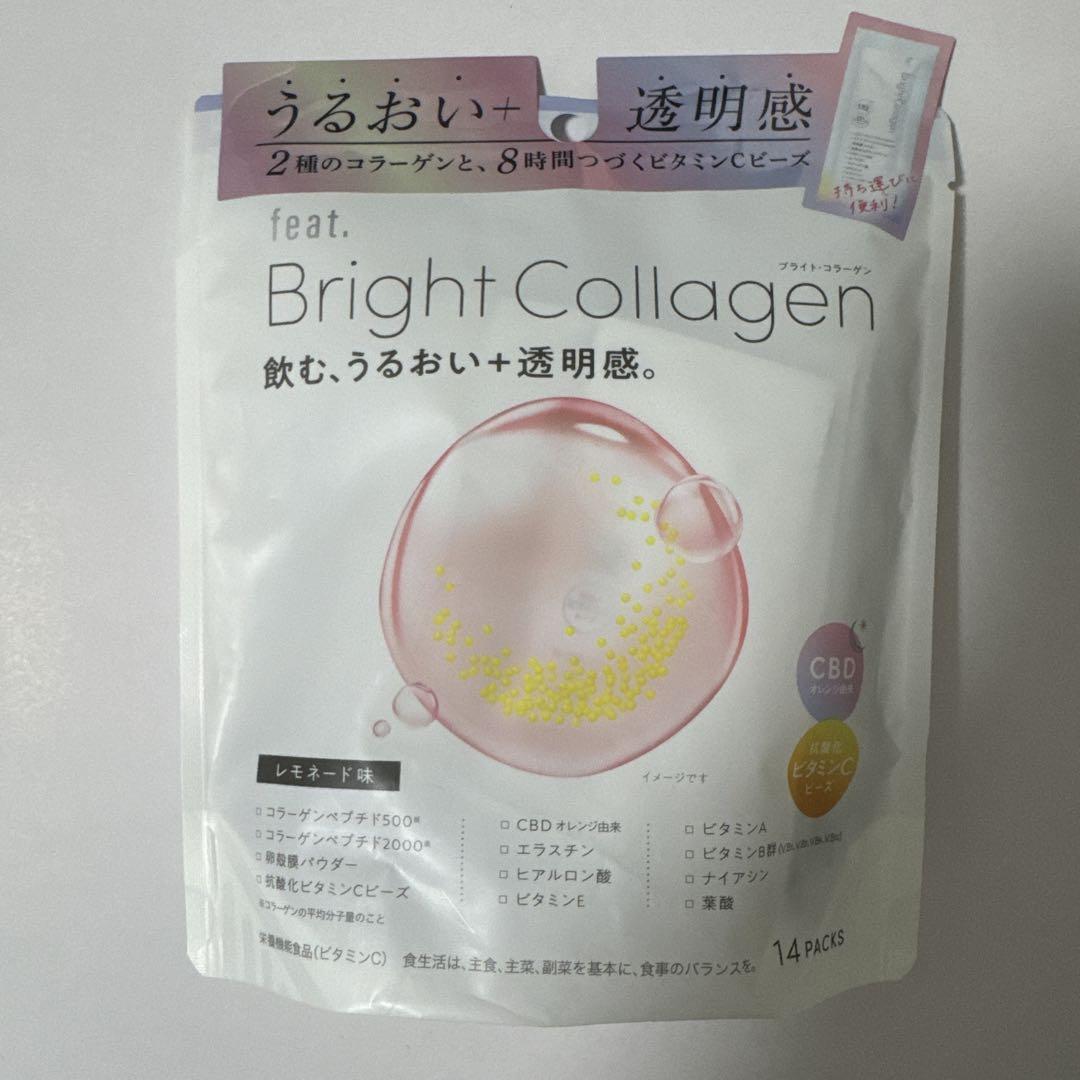 うるおい+ 透明感
2種のコラーゲンと、8時間つづくビタミンCビーズ
Bright Collagen
持ち運びに
便利!
feat.
ブライト・コラーゲン
Bright Collagen
飲む、うるおい+透明感。
CBD
オレンジ由来
抗酸化
ビタミンC
ビーズ
イメージです
レモネード味
□ コラーゲンペプチド500※
□ コラーゲンペプチド2000※
□ 卵殻膜パウダー
□ 抗酸化ビタミンCビーズ
※コラーゲンの平均分子量のこと
□ CBD オレンジ由来
□ エラスチン
□ ヒアルロン酸
□ ビタミンE
□ ビタミンA
□ ビタミンB群
□ ナイアシン
□ 葉酸
栄養機能食品(ビタミンC) 食生活は、主食、主菜、副菜を基本に、食事のバランスを。
14 PACKS